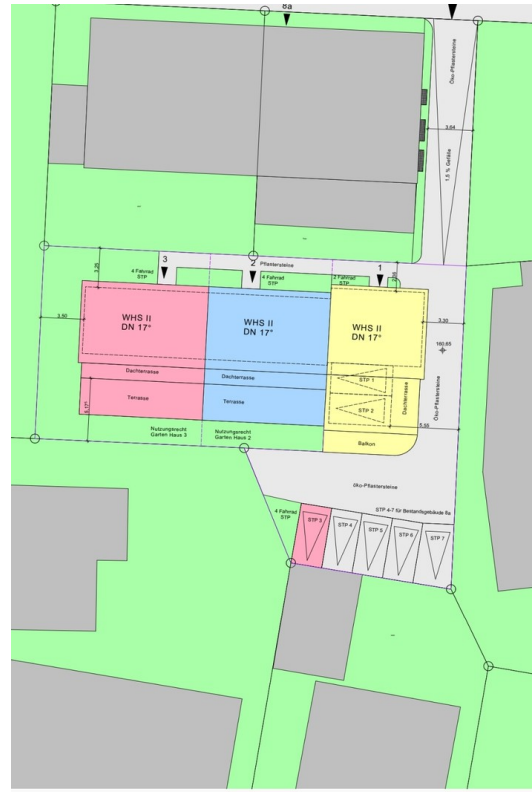 8a
Öko-Pflastersteine
3,64
1,5 % Gefälle
3
2
1
Pflastersteine
4 Fahrrad
STP
4 Fahrrad
STP
2 Fahrrad
STP
3,25
3,50
WHS II
DN 17°
WHS II
DN 17°
WHS II
DN 17°
3,30
160,65
Dachterrasse
Dachterrasse
STP 1
Dachterrasse
Öko-Pflastersteine
Terrasse
Terrasse
STP 2
5,55
Nutzungsrecht
Garten Haus 3
Nutzungsrecht
Garten Haus 2
Balkon
öko-Pflastersteine
STP 4-7 für Bestandsgebäude 8a
4 Fahrrad
STP
STP 3
STP 4
STP 5
STP 6
STP 7